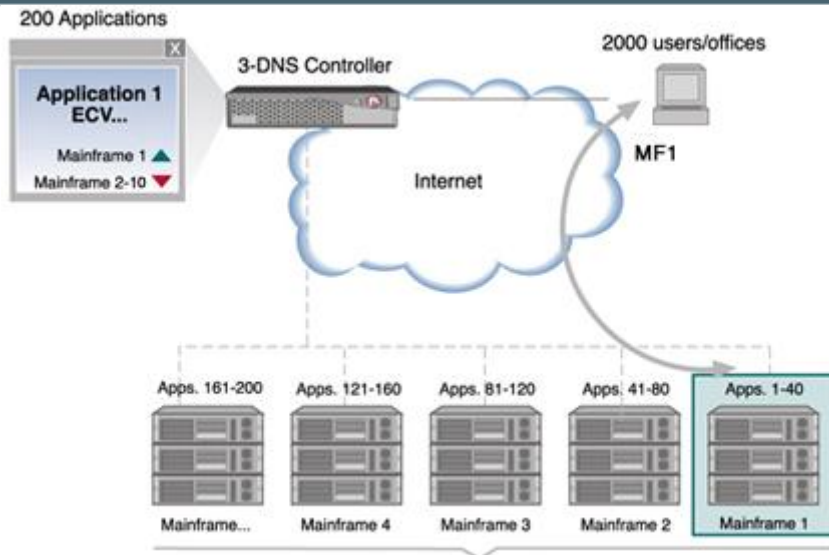 200 Applications
X
Application 1
ECV...
Mainframe 1
Mainframe 2-10
3-DNS Controller
2000 users/offices
MF1
Internet
Apps. 161-200
Apps. 121-160
Apps. 81-120
Apps. 41-80
Apps. 1-40
Mainframe...
Mainframe 4
Mainframe 3
Mainframe 2
Mainframe 1